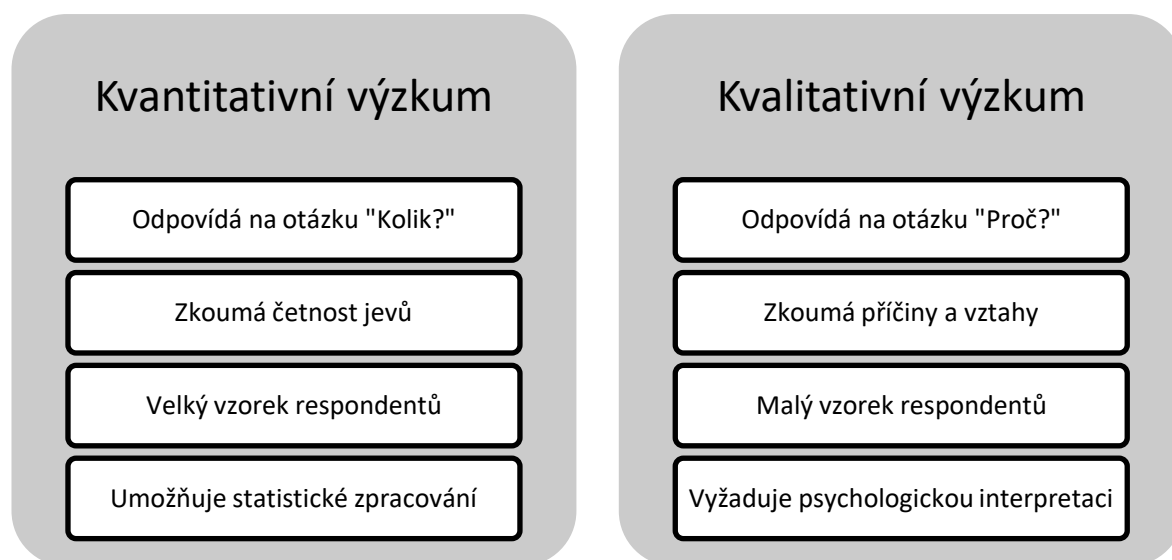 Kvantitativní výzkum
Odpovídá na otázku "Kolik?"
Zkoumá četnost jevů
Velký vzorek respondentů
Umožňuje statistické zpracování
Kvalitativní výzkum
Odpovídá na otázku "Proč?"
Zkoumá příčiny a vztahy
Malý vzorek respondentů
Vyžaduje psychologickou interpretaci